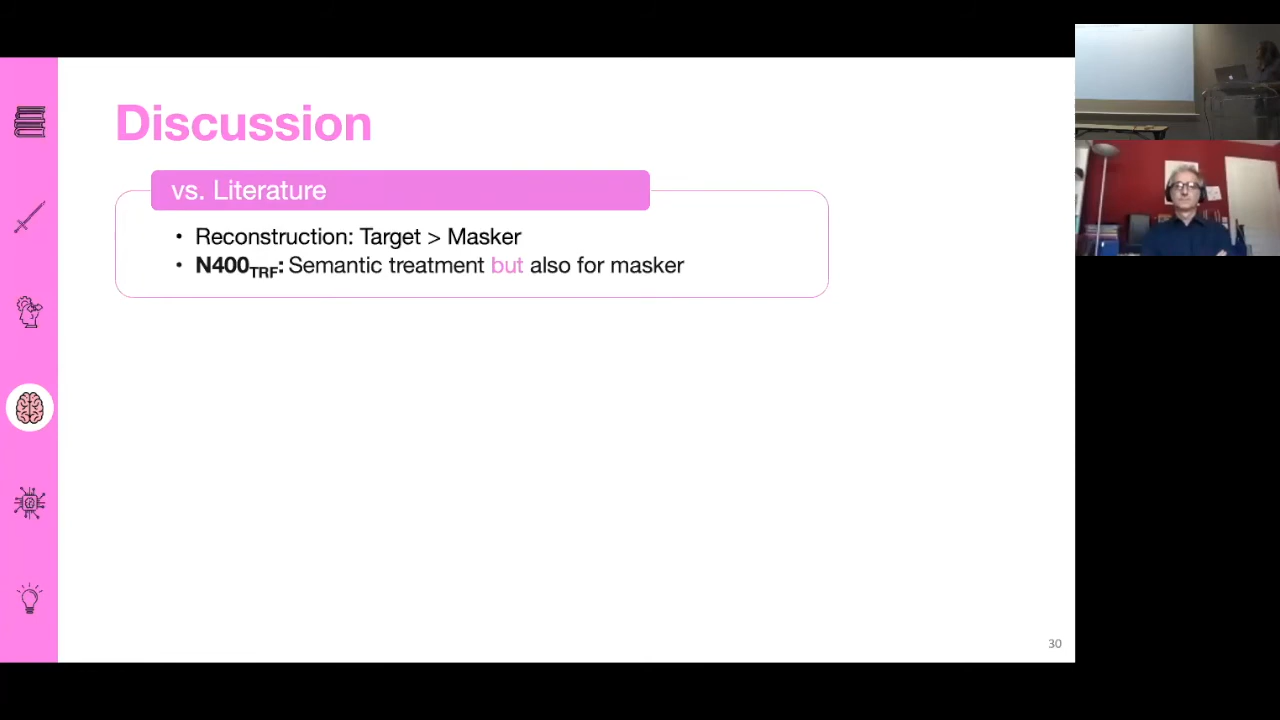 Discussion
vs. Literature
• Reconstruction: Target > Masker
• N400TRF: Semantic treatment but also for masker
30